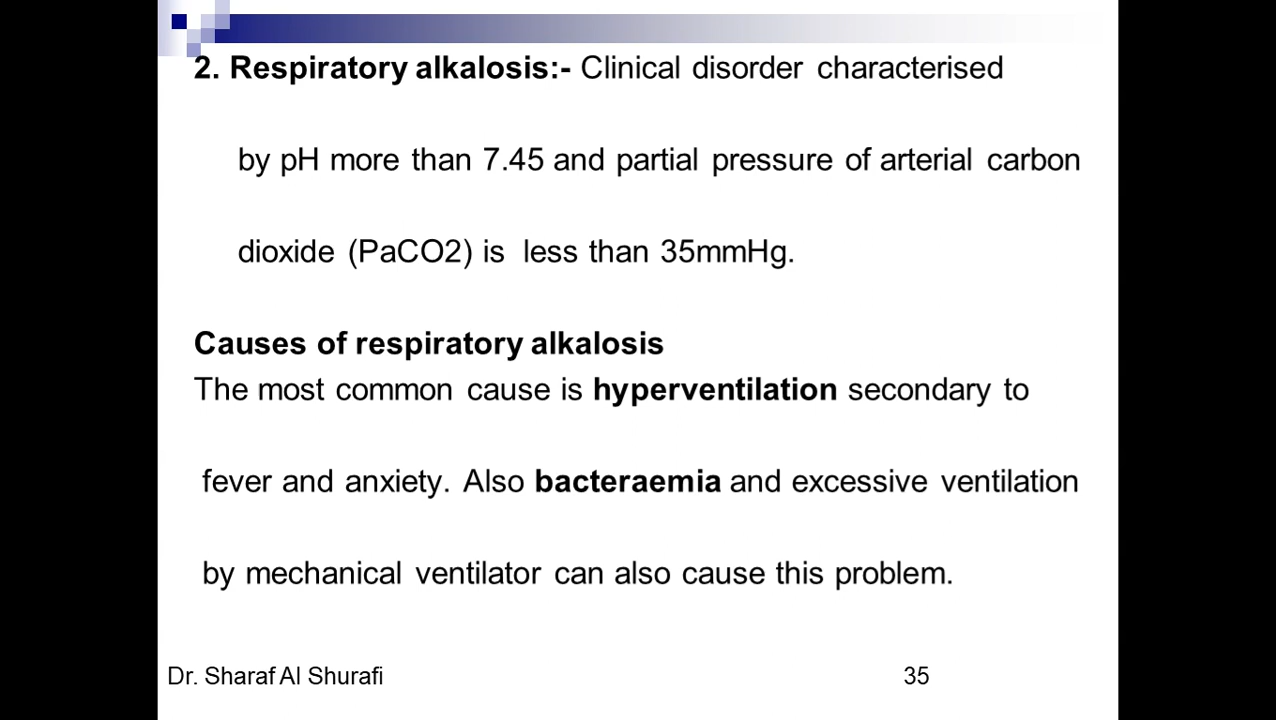 2. Respiratory alkalosis:- Clinical disorder characterised
by pH more than 7.45 and partial pressure of arterial carbon
dioxide (PaCO2) is less than 35mmHg.
Causes of respiratory alkalosis
The most common cause is hyperventilation secondary to
fever and anxiety. Also bacteraemia and excessive ventilation
by mechanical ventilator can also cause this problem.
Dr. Sharaf Al Shurafi
35